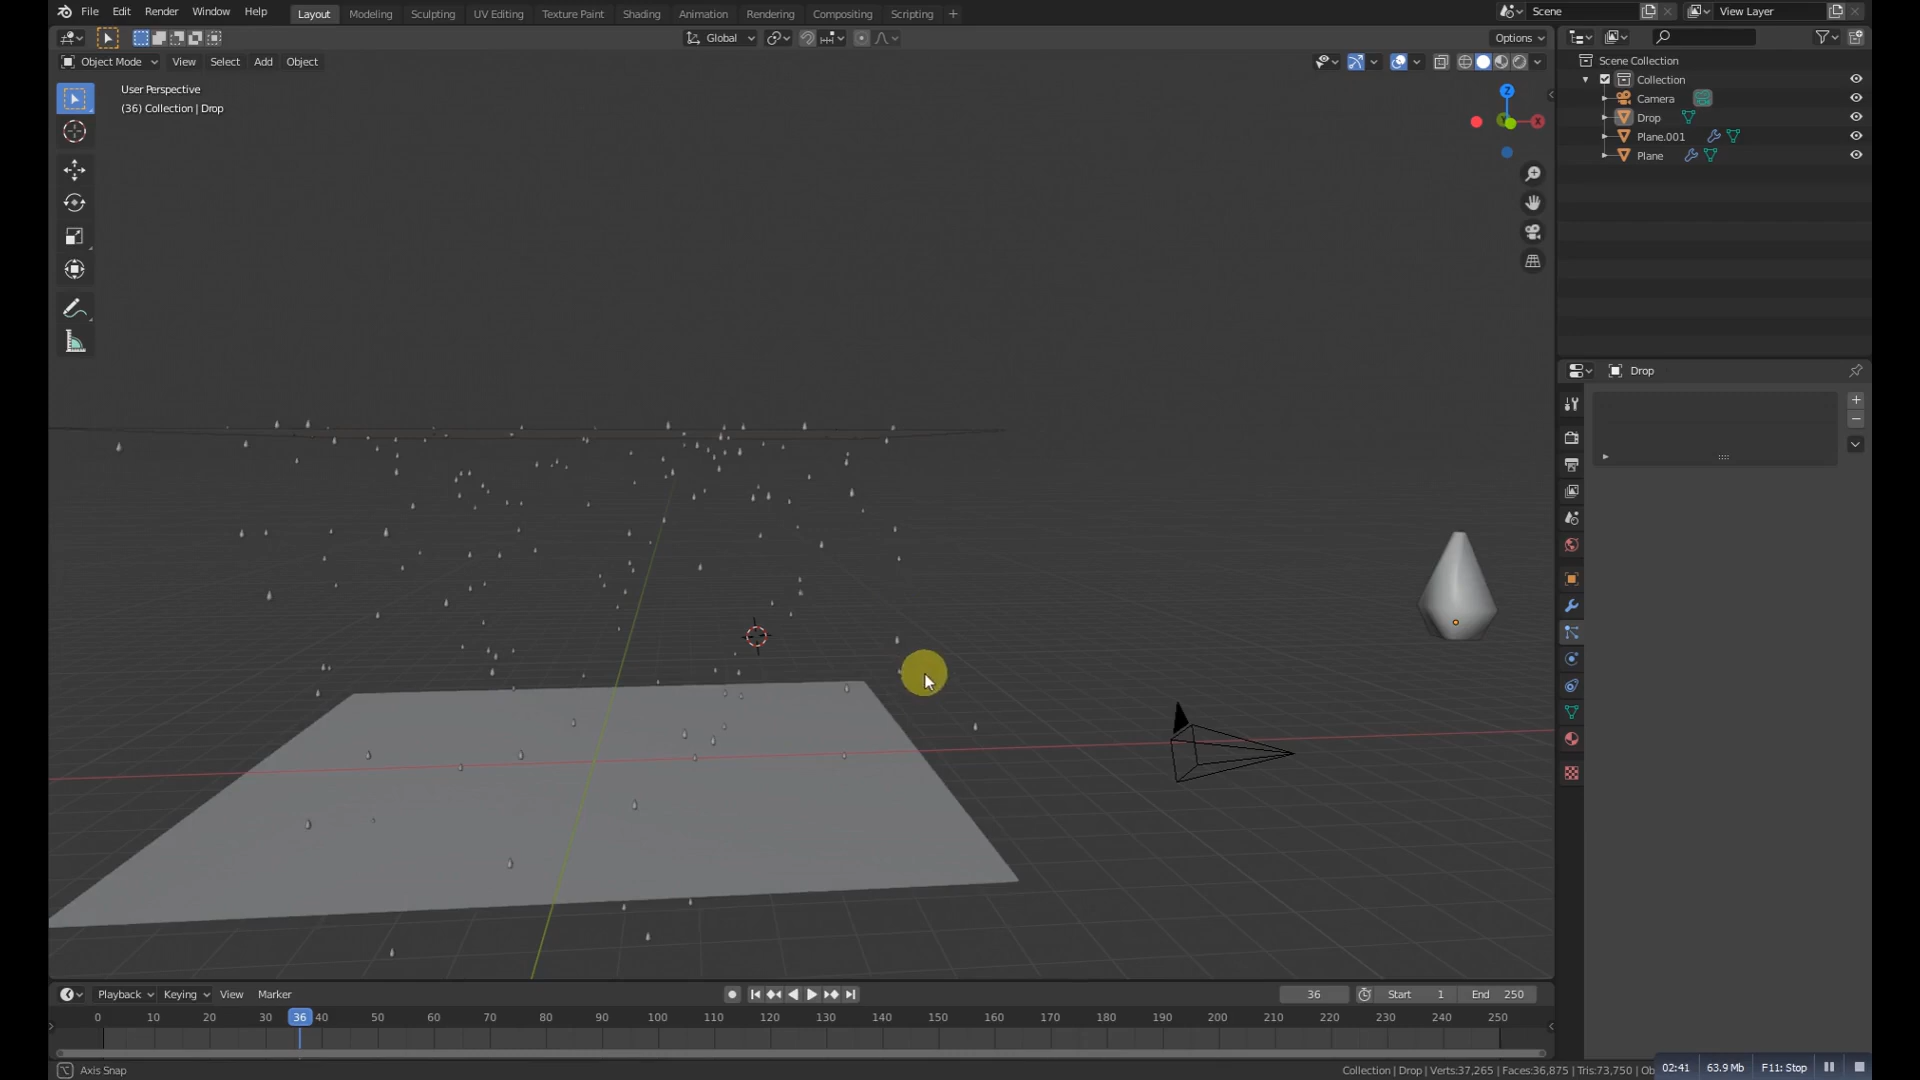 File Edit Render Window Help Layout Modeling Sculpting UV Editing Texture Paint Shading Animation Rendering Compositing Scripting + Scene View Layer
Global Options
Object Mode View Select Add Object
User Perspective
(36) Collection | Drop
Z
X
Scene Collection
Collection
Camera
Drop
Plane.001
Plane
Drop
Playback Keying View Marker 36 Start 1 End 250
0 10 20 30 36 40 50 60 70 80 90 100 110 120 130 140 150 160 170 180 190 200 210 220 230 240 250
Axis Snap Collection | Drop | Verts:37,265 | Faces:36,875 | Tris:73,750 | Ob
02:41 63.9 Mb F11: Stop